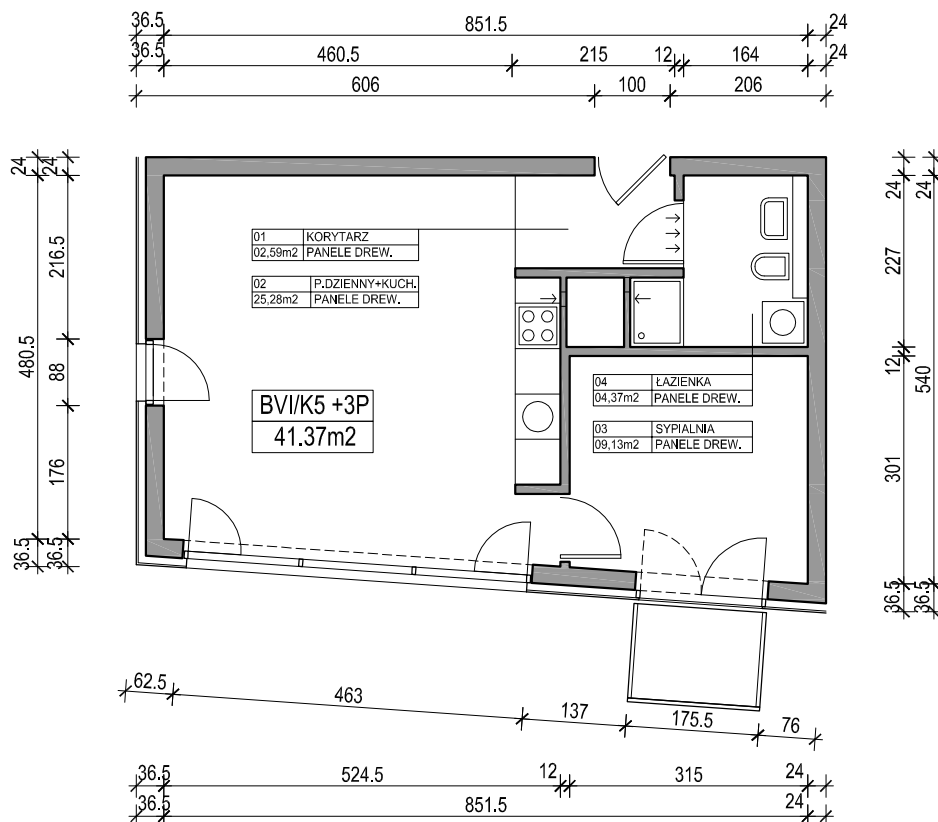 36.5 851.5 24
36.5 460.5 215 12 164 24
606 100 206
24 24
216.5
480.5 88
176
36.5 36.5
24 24
227
12 540
301
36.5 36.5
01 KORYTARZ
02,59m2 PANELE DREW.
02 P.DZIENNY+KUCH.
25,28m2 PANELE DREW.
BVI/K5 +3P
41.37m2
04 ŁAZIENKA
04,37m2 PANELE DREW.
03 SYPIALNIA
09,13m2 PANELE DREW.
62.5 463 137 175.5 76
36.5 524.5 12 315 24
36.5 851.5 24